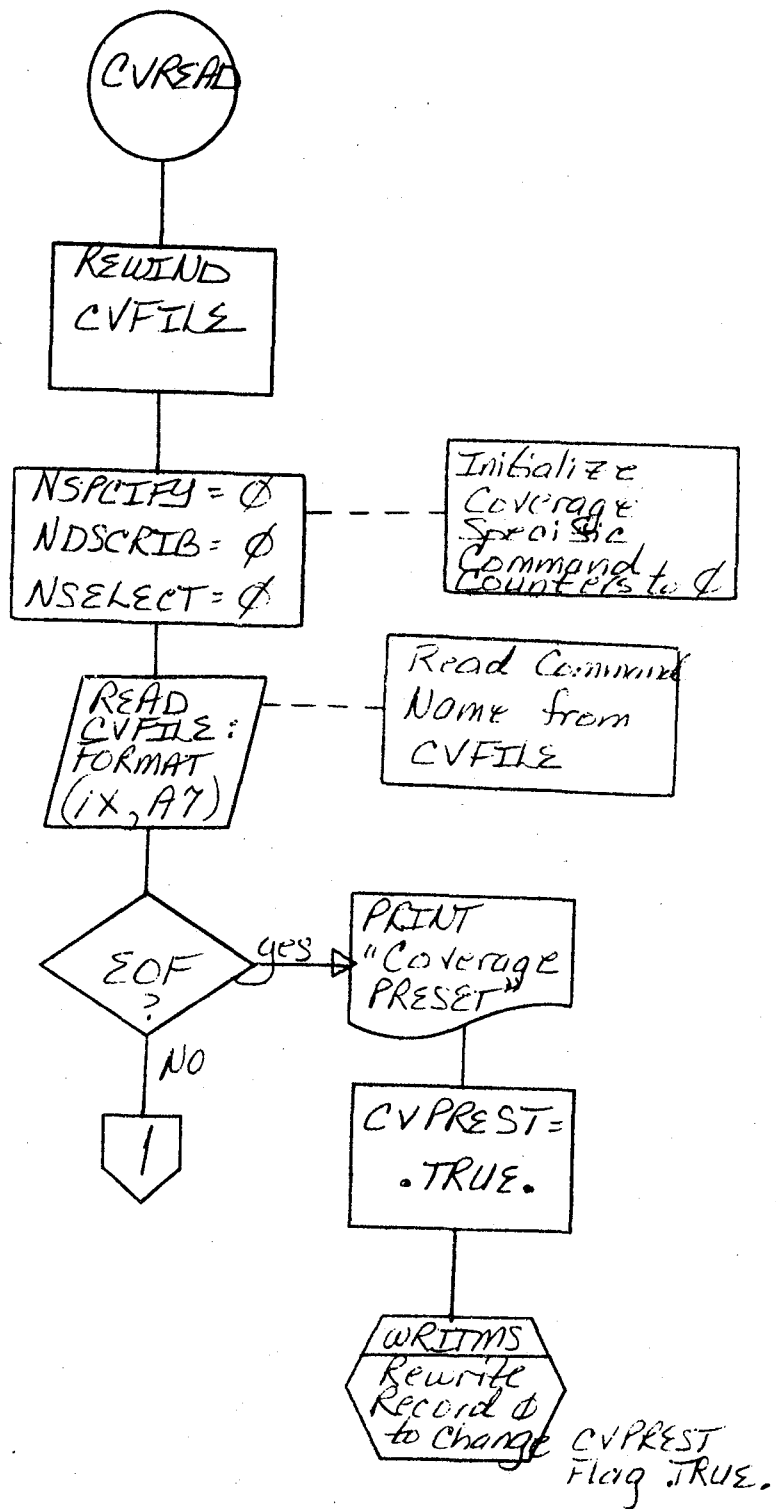 CVREAD
REWIND
CVFILE
NSPCIFY = Ø
NDSCRIB = Ø
NSELECT = Ø
Initialize
Coverage
Specific
Command
Counters to Ø
READ
CVFILE:
FORMAT
(1X, A7)
Read Command
Name from
CVFILE
EOF
?
yes
NO
1
PRINT
"Coverage
PRESET"
CVPREST=
.TRUE.
WRITMS
Rewrite
Record Ø
to change CVPREST
Flag .TRUE.